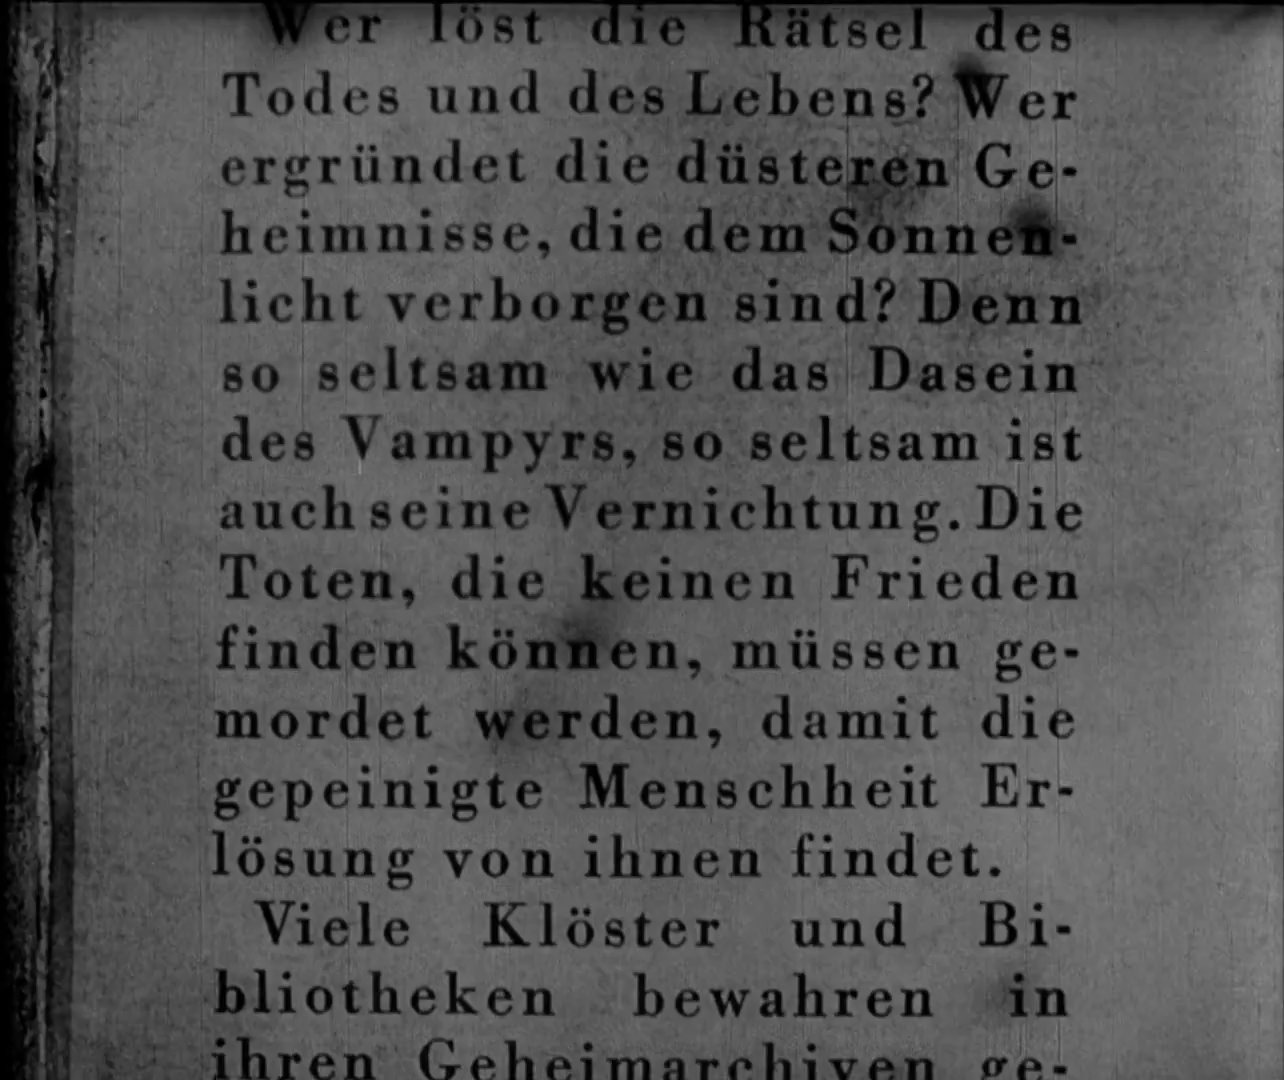 Wer löst die Rätsel des
Todes und des Lebens? Wer
ergründet die düsteren Ge-
heimnisse, die dem Sonnen-
licht verborgen sind? Denn
so seltsam wie das Dasein
des Vampyrs, so seltsam ist
auch seine Vernichtung. Die
Toten, die keinen Frieden
finden können, müssen ge-
mordet werden, damit die
gepeinigte Menschheit Er-
lösung von ihnen findet.
Viele Klöster und Bi-
bliotheken bewahren in
ihren Geheimarchiven ge-